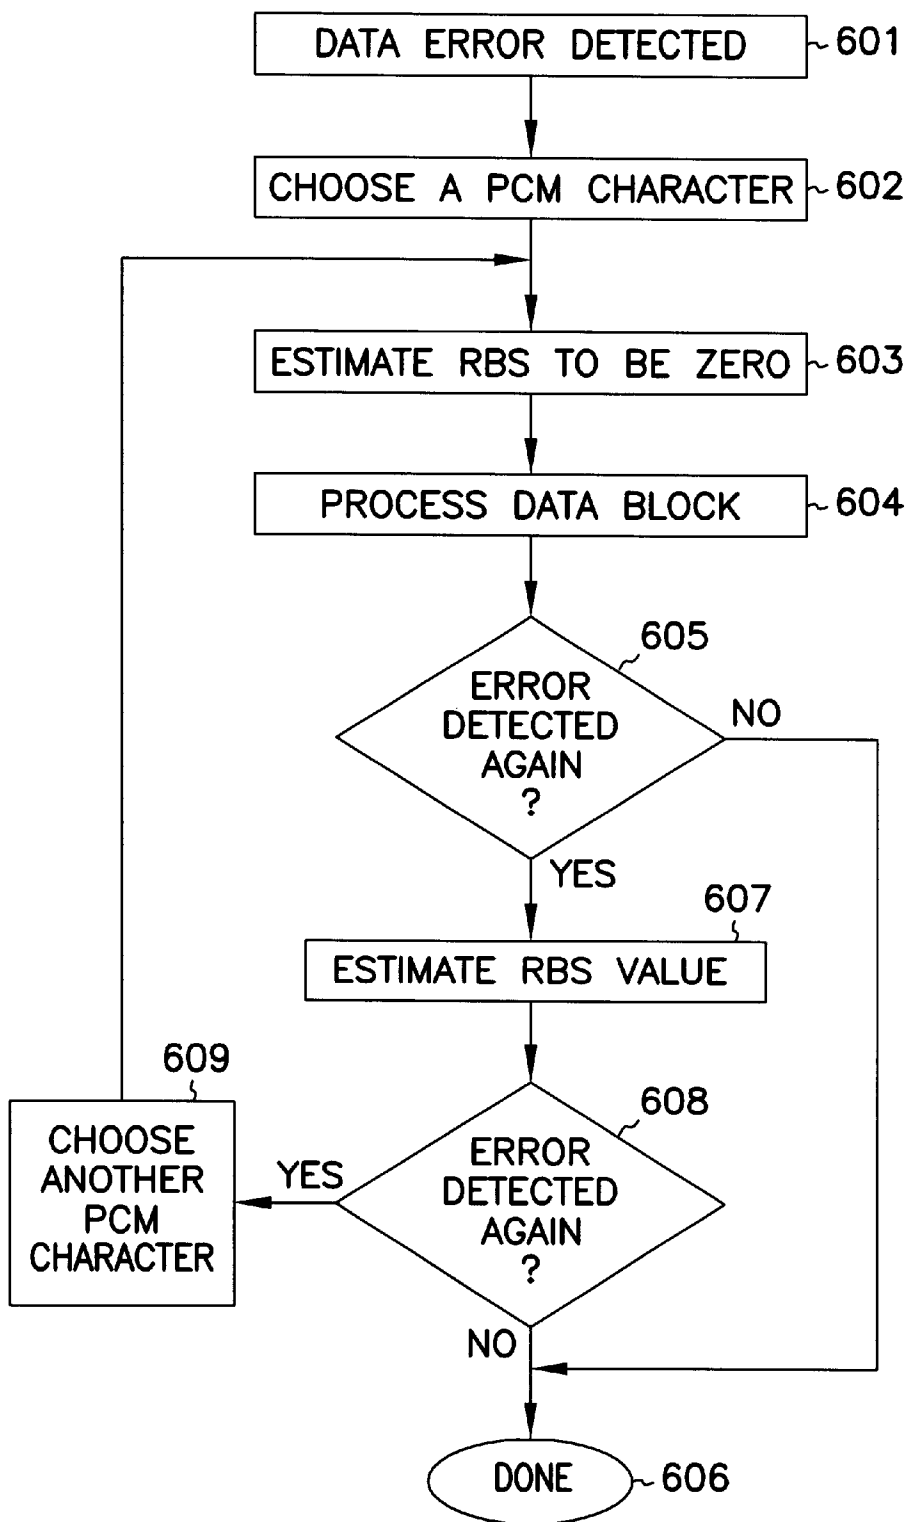 DATA ERROR DETECTED 601
CHOOSE A PCM CHARACTER 602
ESTIMATE RBS TO BE ZERO 603
PROCESS DATA BLOCK 604
605
ERROR
DETECTED
AGAIN
?
NO
YES
607
ESTIMATE RBS VALUE
608
ERROR
DETECTED
AGAIN
?
YES
609
CHOOSE
ANOTHER
PCM
CHARACTER
NO
DONE 606